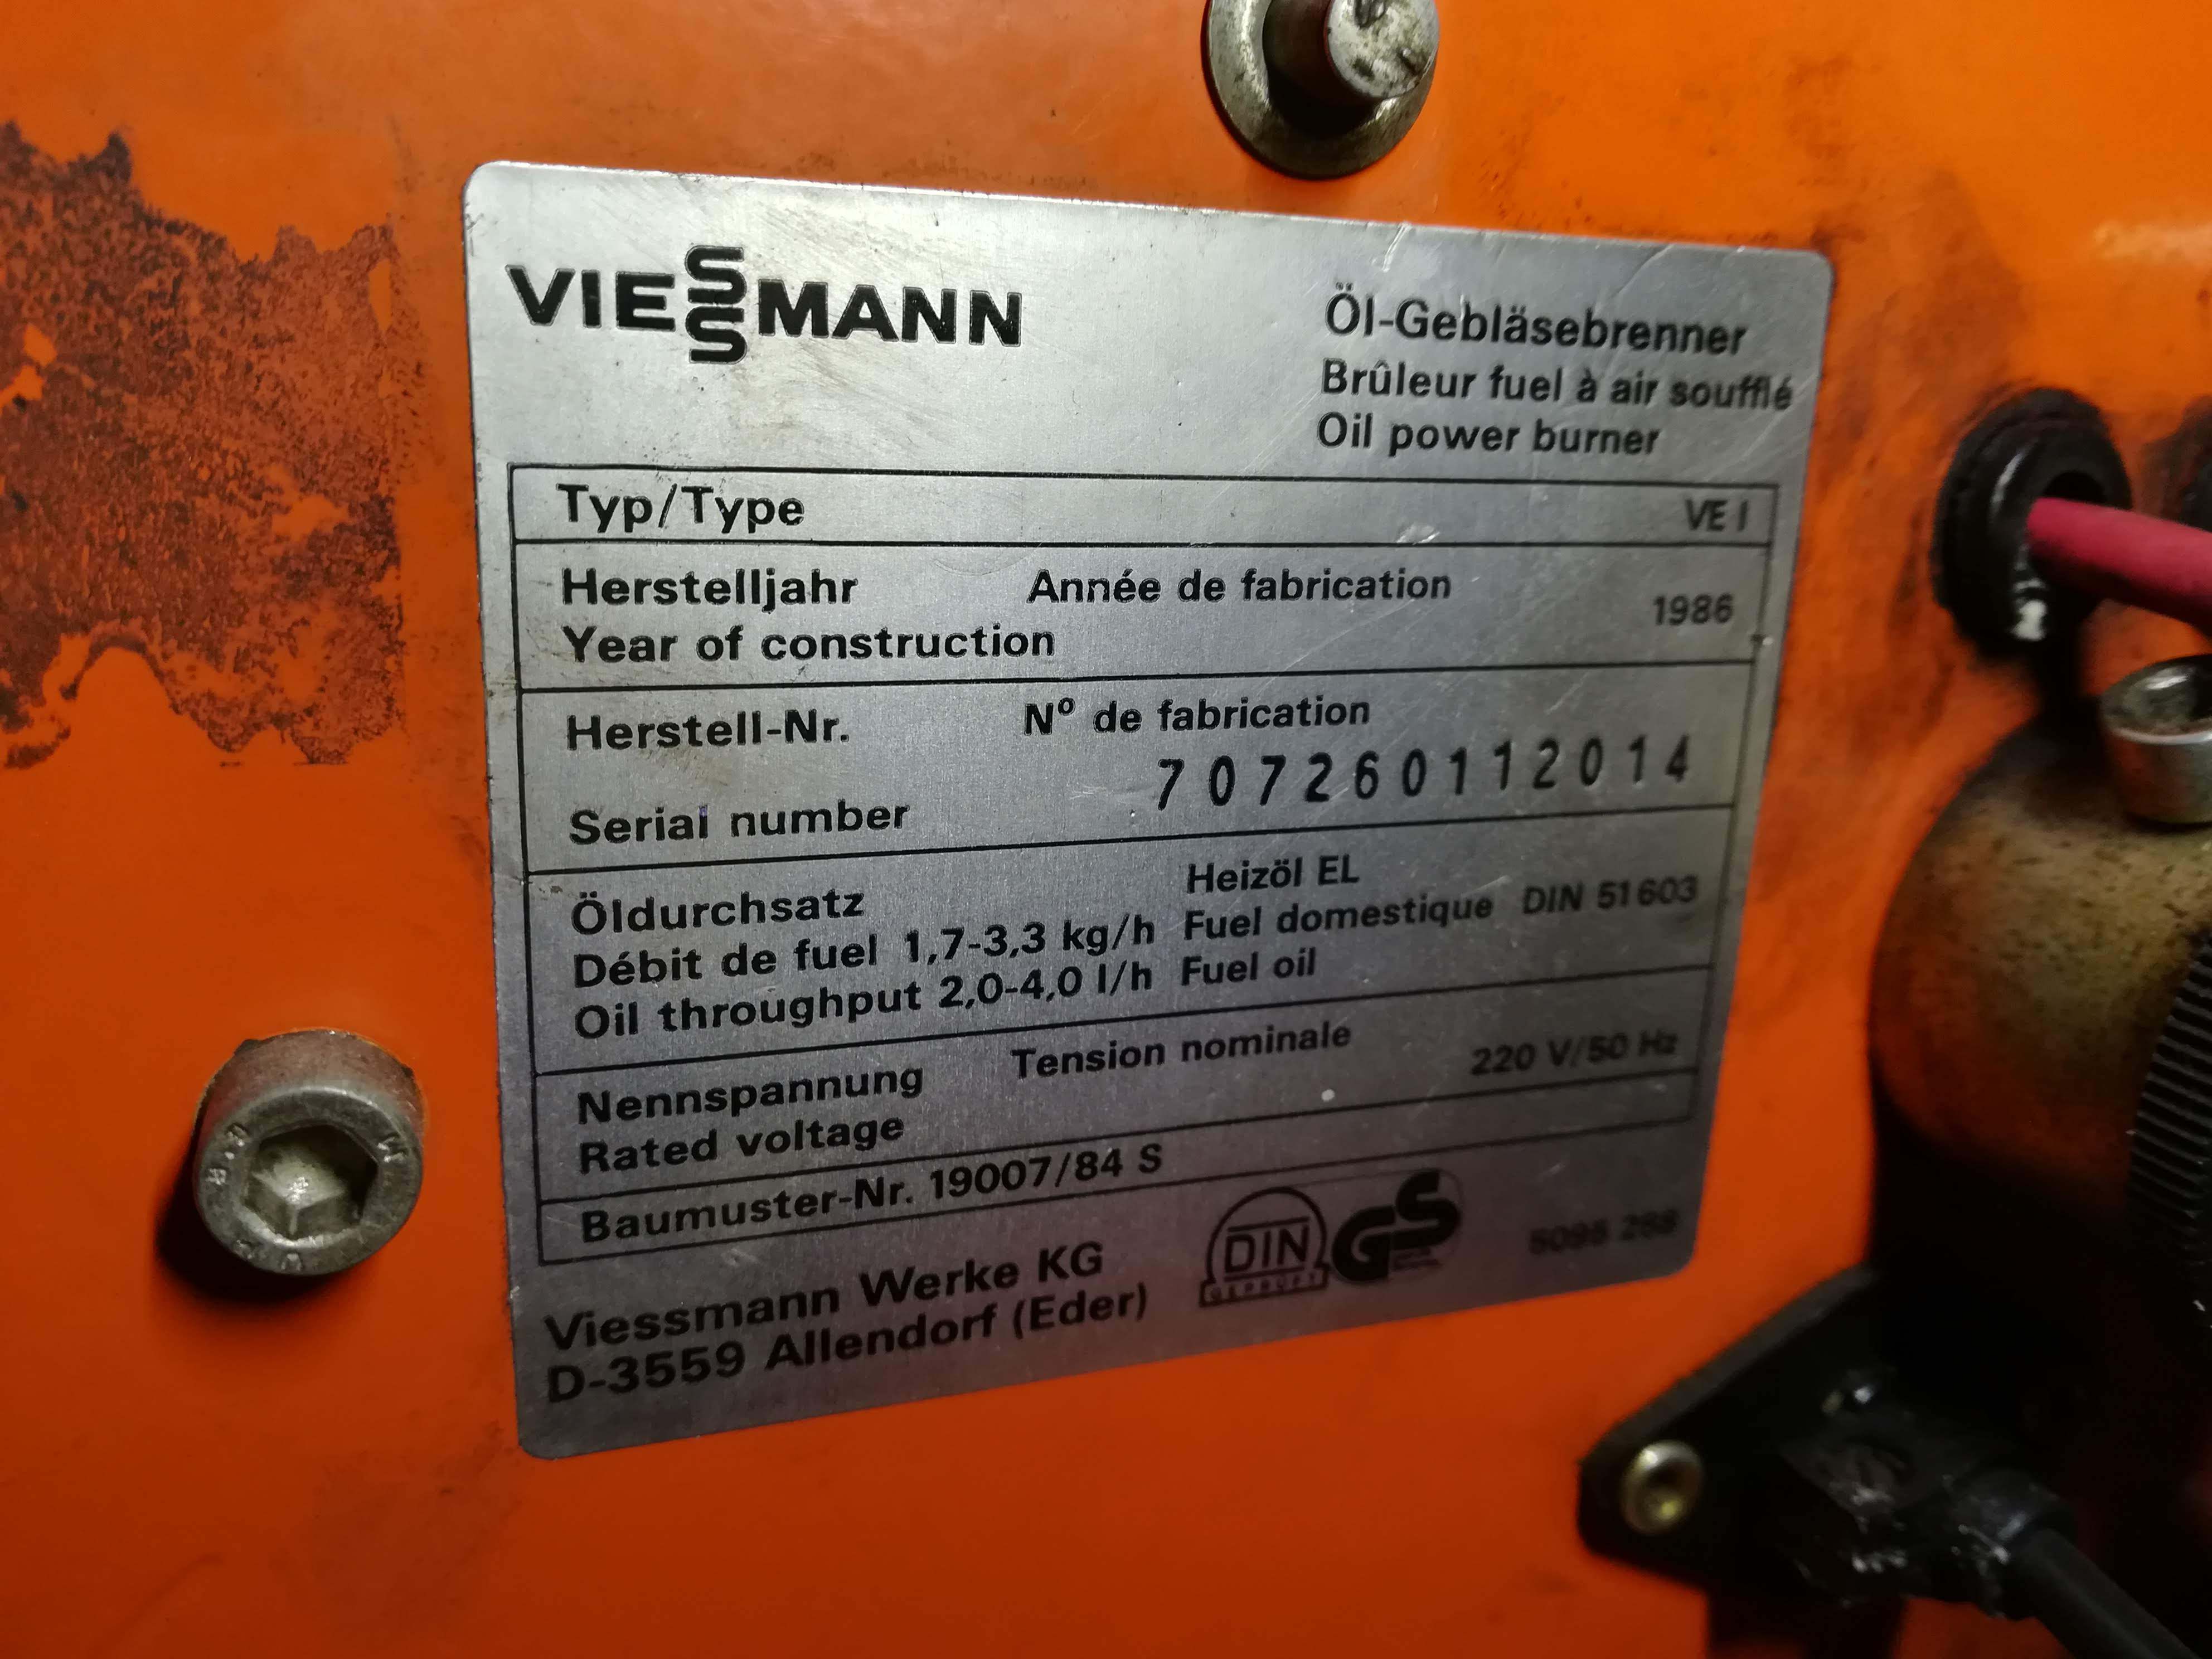 VIESSMANN
Öl-Gebläsebrenner
Brûleur fuel à air soufflé
Oil power burner
Typ/Type VE I
Herstelljahr Année de fabrication
Year of construction 1986
Herstell-Nr. N° de fabrication
707260112014
Serial number
Öldurchsatz Heizöl EL
Débit de fuel 1,7-3,3 kg/h Fuel domestique DIN 51603
Oil throughput 2,0-4,0 l/h Fuel oil
Nennspannung Tension nominale 220 V/50 Hz
Rated voltage
Baumuster-Nr. 19007/84 S
Viessmann Werke KG
D-3559 Allendorf (Eder)
DIN
GEPRÜFT
GS